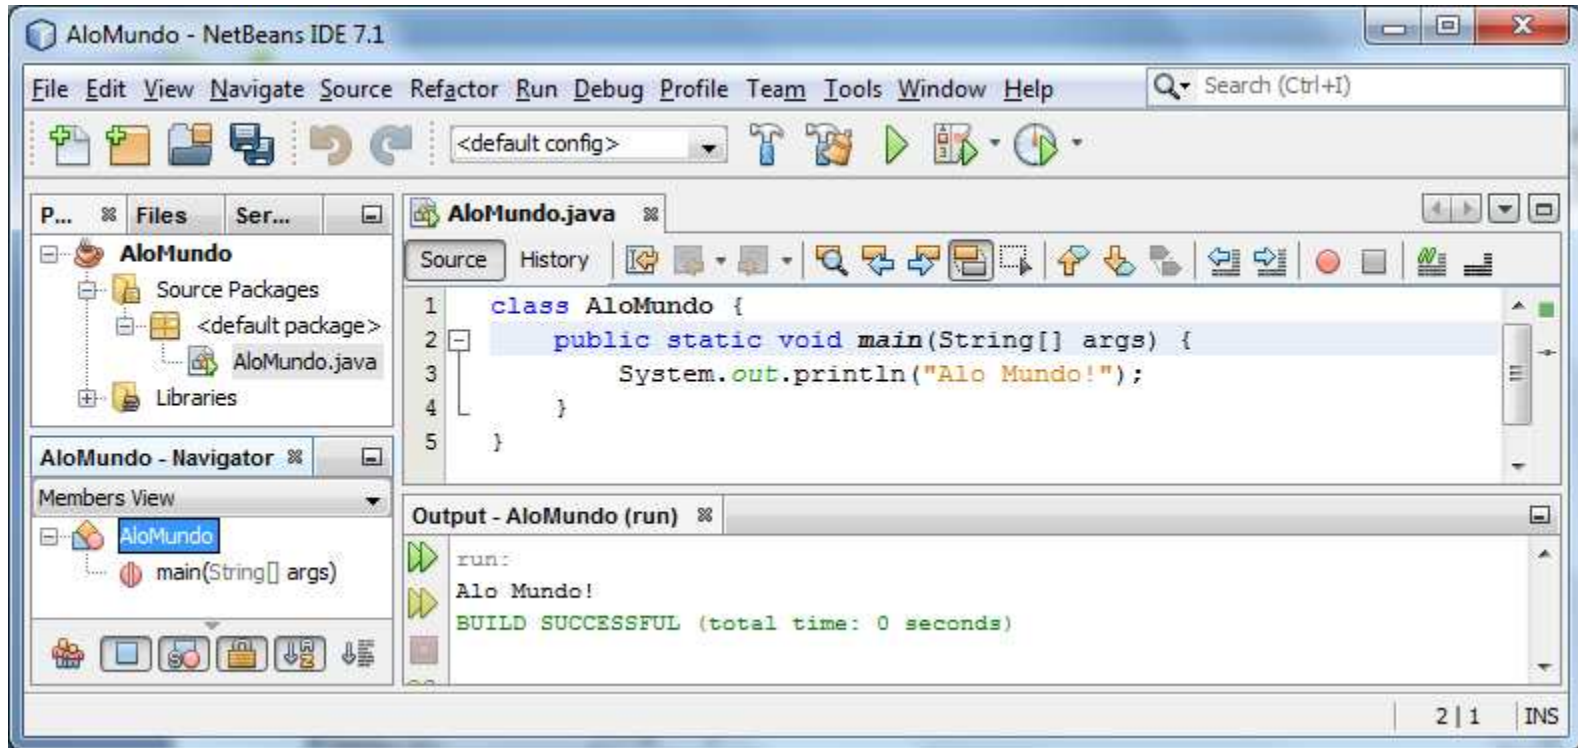 AloMundo - NetBeans IDE 7.1
File Edit View Navigate Source Refactor Run Debug Profile Team Tools Window Help
Search (Ctrl+I)
<default config>
P... Files Ser...
AloMundo
Source Packages
<default package>
AloMundo.java
Libraries
AloMundo - Navigator
Members View
AloMundo
main(String[] args)
AloMundo.java
Source History
1 class AloMundo {
2 public static void main(String[] args) {
3 System.out.println("Alo Mundo!");
4 }
5 }
Output - AloMundo (run)
run:
Alo Mundo!
BUILD SUCCESSFUL (total time: 0 seconds)
2 | 1 INS